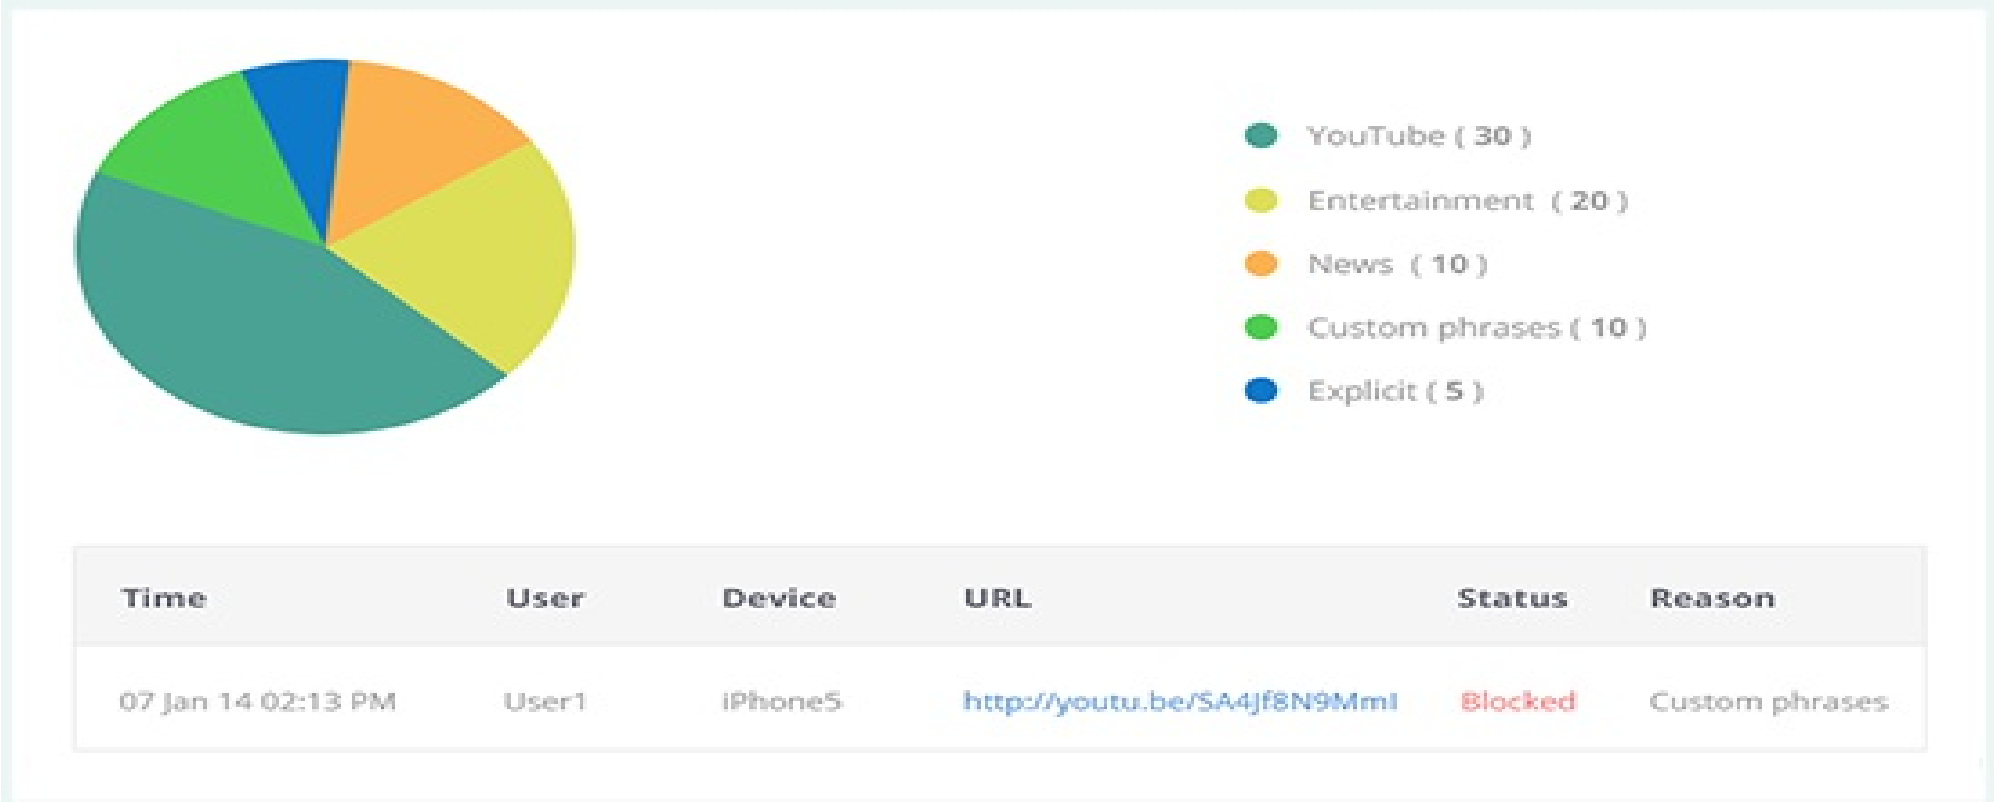 YouTube ( 30 )
Entertainment ( 20 )
News ( 10 )
Custom phrases ( 10 )
Explicit ( 5 )
Time User Device URL Status Reason
07 Jan 14 02:13 PM User1 iPhone5 http://youtu.be/SA4Jf8N9MmI Blocked Custom phrases